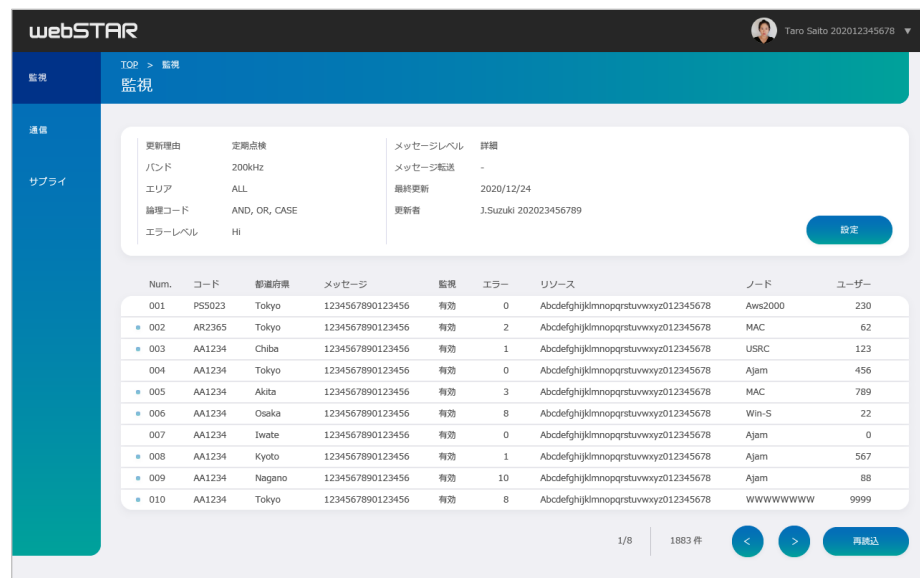 webSTAR
Taro Saito 202012345678 ▼
監視
通信
サプライ
TOP > 監視
監視
更新理由 定期点検
バンド 200kHz
エリア ALL
論理コード AND, OR, CASE
エラーレベル Hi
メッセージレベル 詳細
メッセージ転送 -
最終更新 2020/12/24
更新者 J.Suzuki 202023456789
設定
Num. コード 都道府県 メッセージ 監視 エラー リソース ノード ユーザー
001 PS5023 Tokyo 1234567890123456 有効 0 Abcdefghijklmnopqrstuvwxyz012345678 Aws2000 230
002 AR2365 Tokyo 1234567890123456 有効 2 Abcdefghijklmnopqrstuvwxyz012345678 MAC 62
003 AA1234 Chiba 1234567890123456 有効 1 Abcdefghijklmnopqrstuvwxyz012345678 USRC 123
004 AA1234 Tokyo 1234567890123456 有効 0 Abcdefghijklmnopqrstuvwxyz012345678 Ajam 456
005 AA1234 Akita 1234567890123456 有効 3 Abcdefghijklmnopqrstuvwxyz012345678 MAC 789
006 AA1234 Osaka 1234567890123456 有効 8 Abcdefghijklmnopqrstuvwxyz012345678 Win-S 22
007 AA1234 Iwate 1234567890123456 有効 0 Abcdefghijklmnopqrstuvwxyz012345678 Ajam 0
008 AA1234 Kyoto 1234567890123456 有効 1 Abcdefghijklmnopqrstuvwxyz012345678 Ajam 567
009 AA1234 Nagano 1234567890123456 有効 10 Abcdefghijklmnopqrstuvwxyz012345678 Ajam 88
010 AA1234 Tokyo 1234567890123456 有効 8 Abcdefghijklmnopqrstuvwxyz012345678 WWWWWWWW 9999
1/8 1883 件 < > 再読込